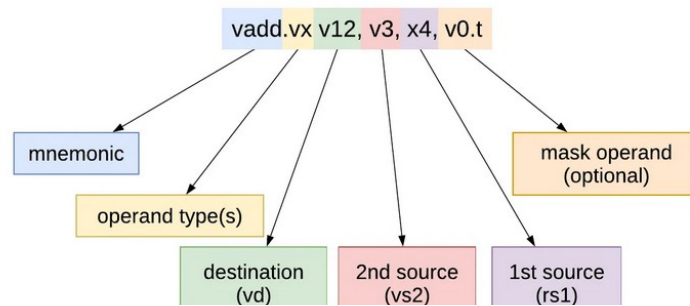 vadd.vx v12, v3, x4, v0.t
mnemonic
mask operand
(optional)
operand type(s)
destination
(vd)
2nd source
(vs2)
1st source
(rs1)